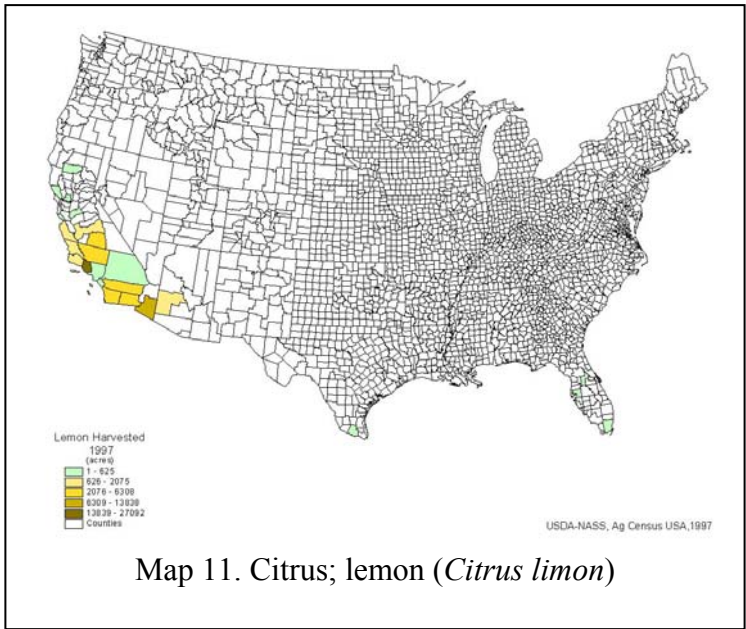 Lemon Harvested
1997
(acres)
1 - 625
626 - 2075
2076 - 6308
6309 - 13838
13839 - 27092
Counties
USDA-NASS, Ag Census USA,1997
Map 11. Citrus; lemon (Citrus limon)